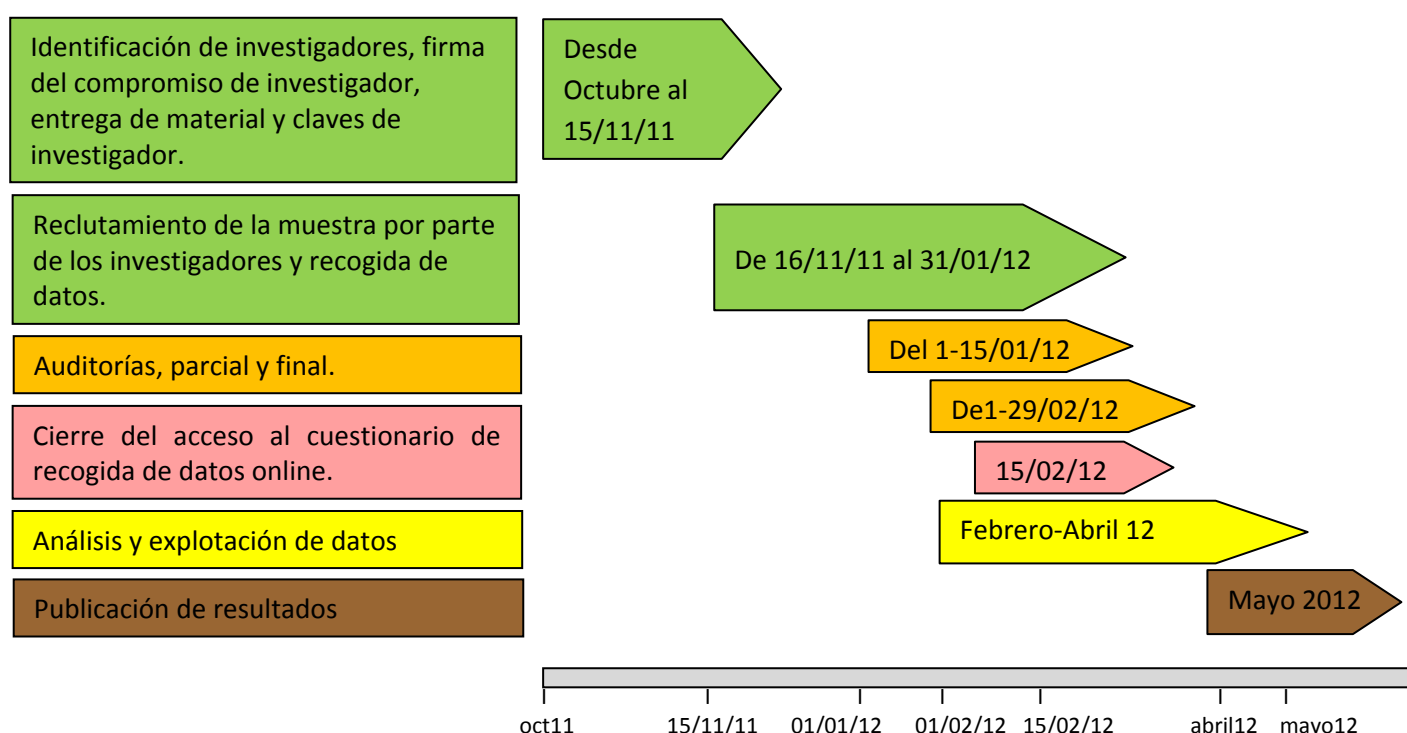 Identificación de investigadores, firma
del compromiso de investigador,
entrega de material y claves de
investigador.
Desde
Octubre al
15/11/11
Reclutamiento de la muestra por parte
de los investigadores y recogida de
datos.
De 16/11/11 al 31/01/12
Auditorías, parcial y final.
Del 1-15/01/12
De1-29/02/12
Cierre del acceso al cuestionario de
recogida de datos online.
15/02/12
Análisis y explotación de datos
Febrero-Abril 12
Publicación de resultados
Mayo 2012
oct11 15/11/11 01/01/12 01/02/12 15/02/12 abril12 mayo12